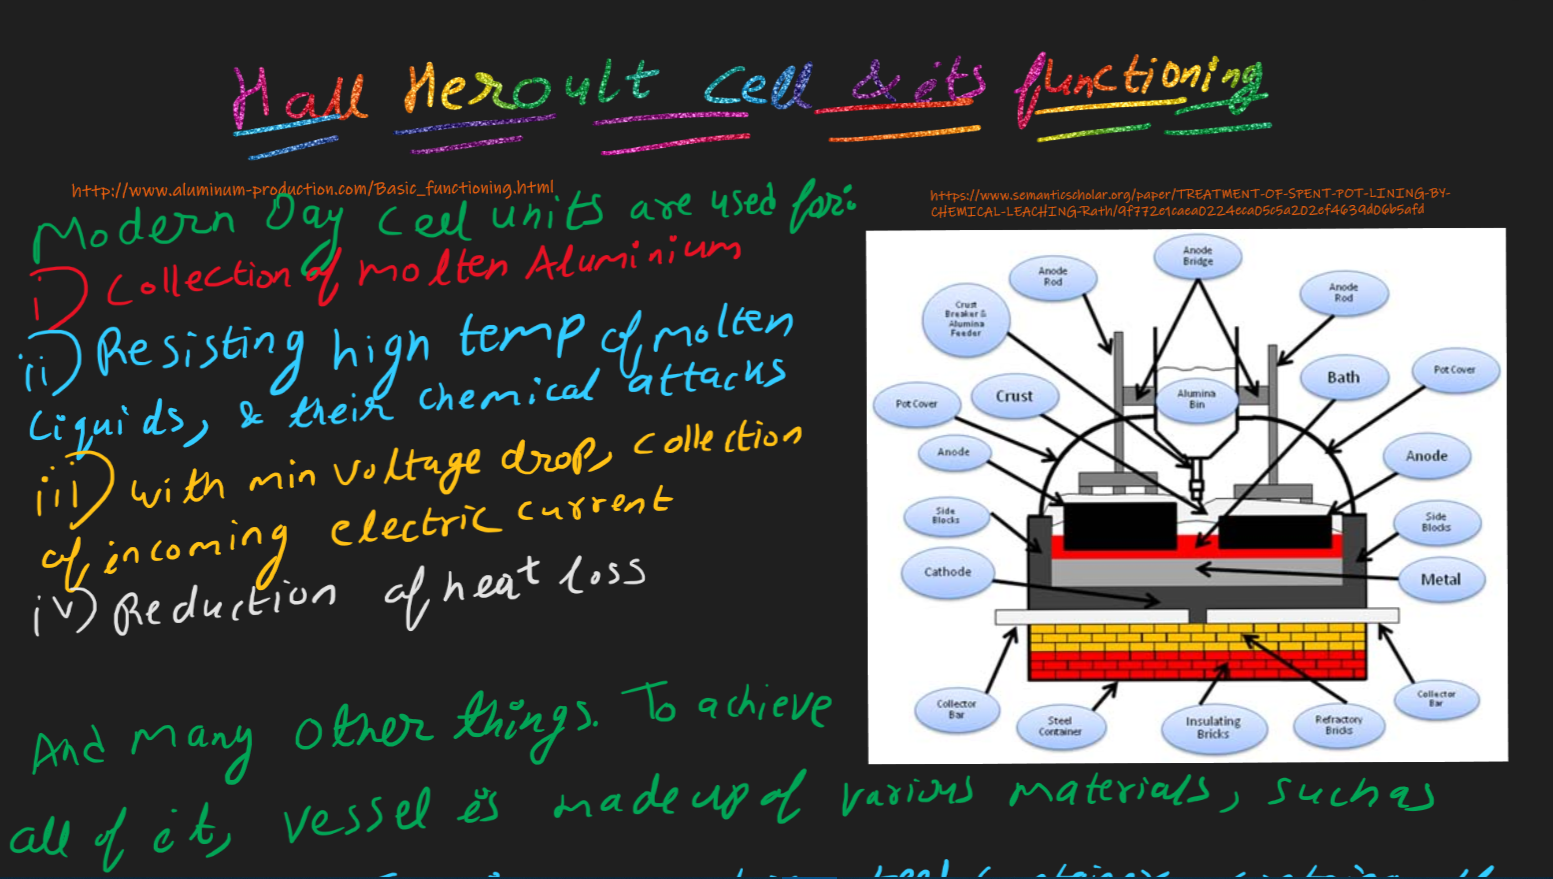 Hall Heroult Cell & its functioning
http://www.aluminum-production.com/Basic_functioning.html
Modern Day Cell units are used for:
i) Collection of molten Aluminium
ii) Resisting high temp of molten
liquids, & their chemical attacks
iii) with min voltage drop, collection
of incoming electric current
iv) Reduction of heat loss
And many other things. To achieve
all of it, vessel is made up of various materials, such as
https://www.semanticscholar.org/paper/TREATMENT-OF-SPENT-POT-LINING-BY-
CHEMICAL-LEACHING-Rath/9f772e1caea0224eca05c5a202ef4639d06b5afd
Anode
Bridge
Anode
Rod
Anode
Rod
Crust
Breaker &
Alumina
Feeder
Bath
Pot Cover
Crust
Alumina
Bin
Pot Cover
Anode
Anode
Side
Blocks
Side
Blocks
Cathode
Metal
Collector
Bar
Steel
Container
Insulating
Bricks
Refractory
Bricks
Collector
Bar